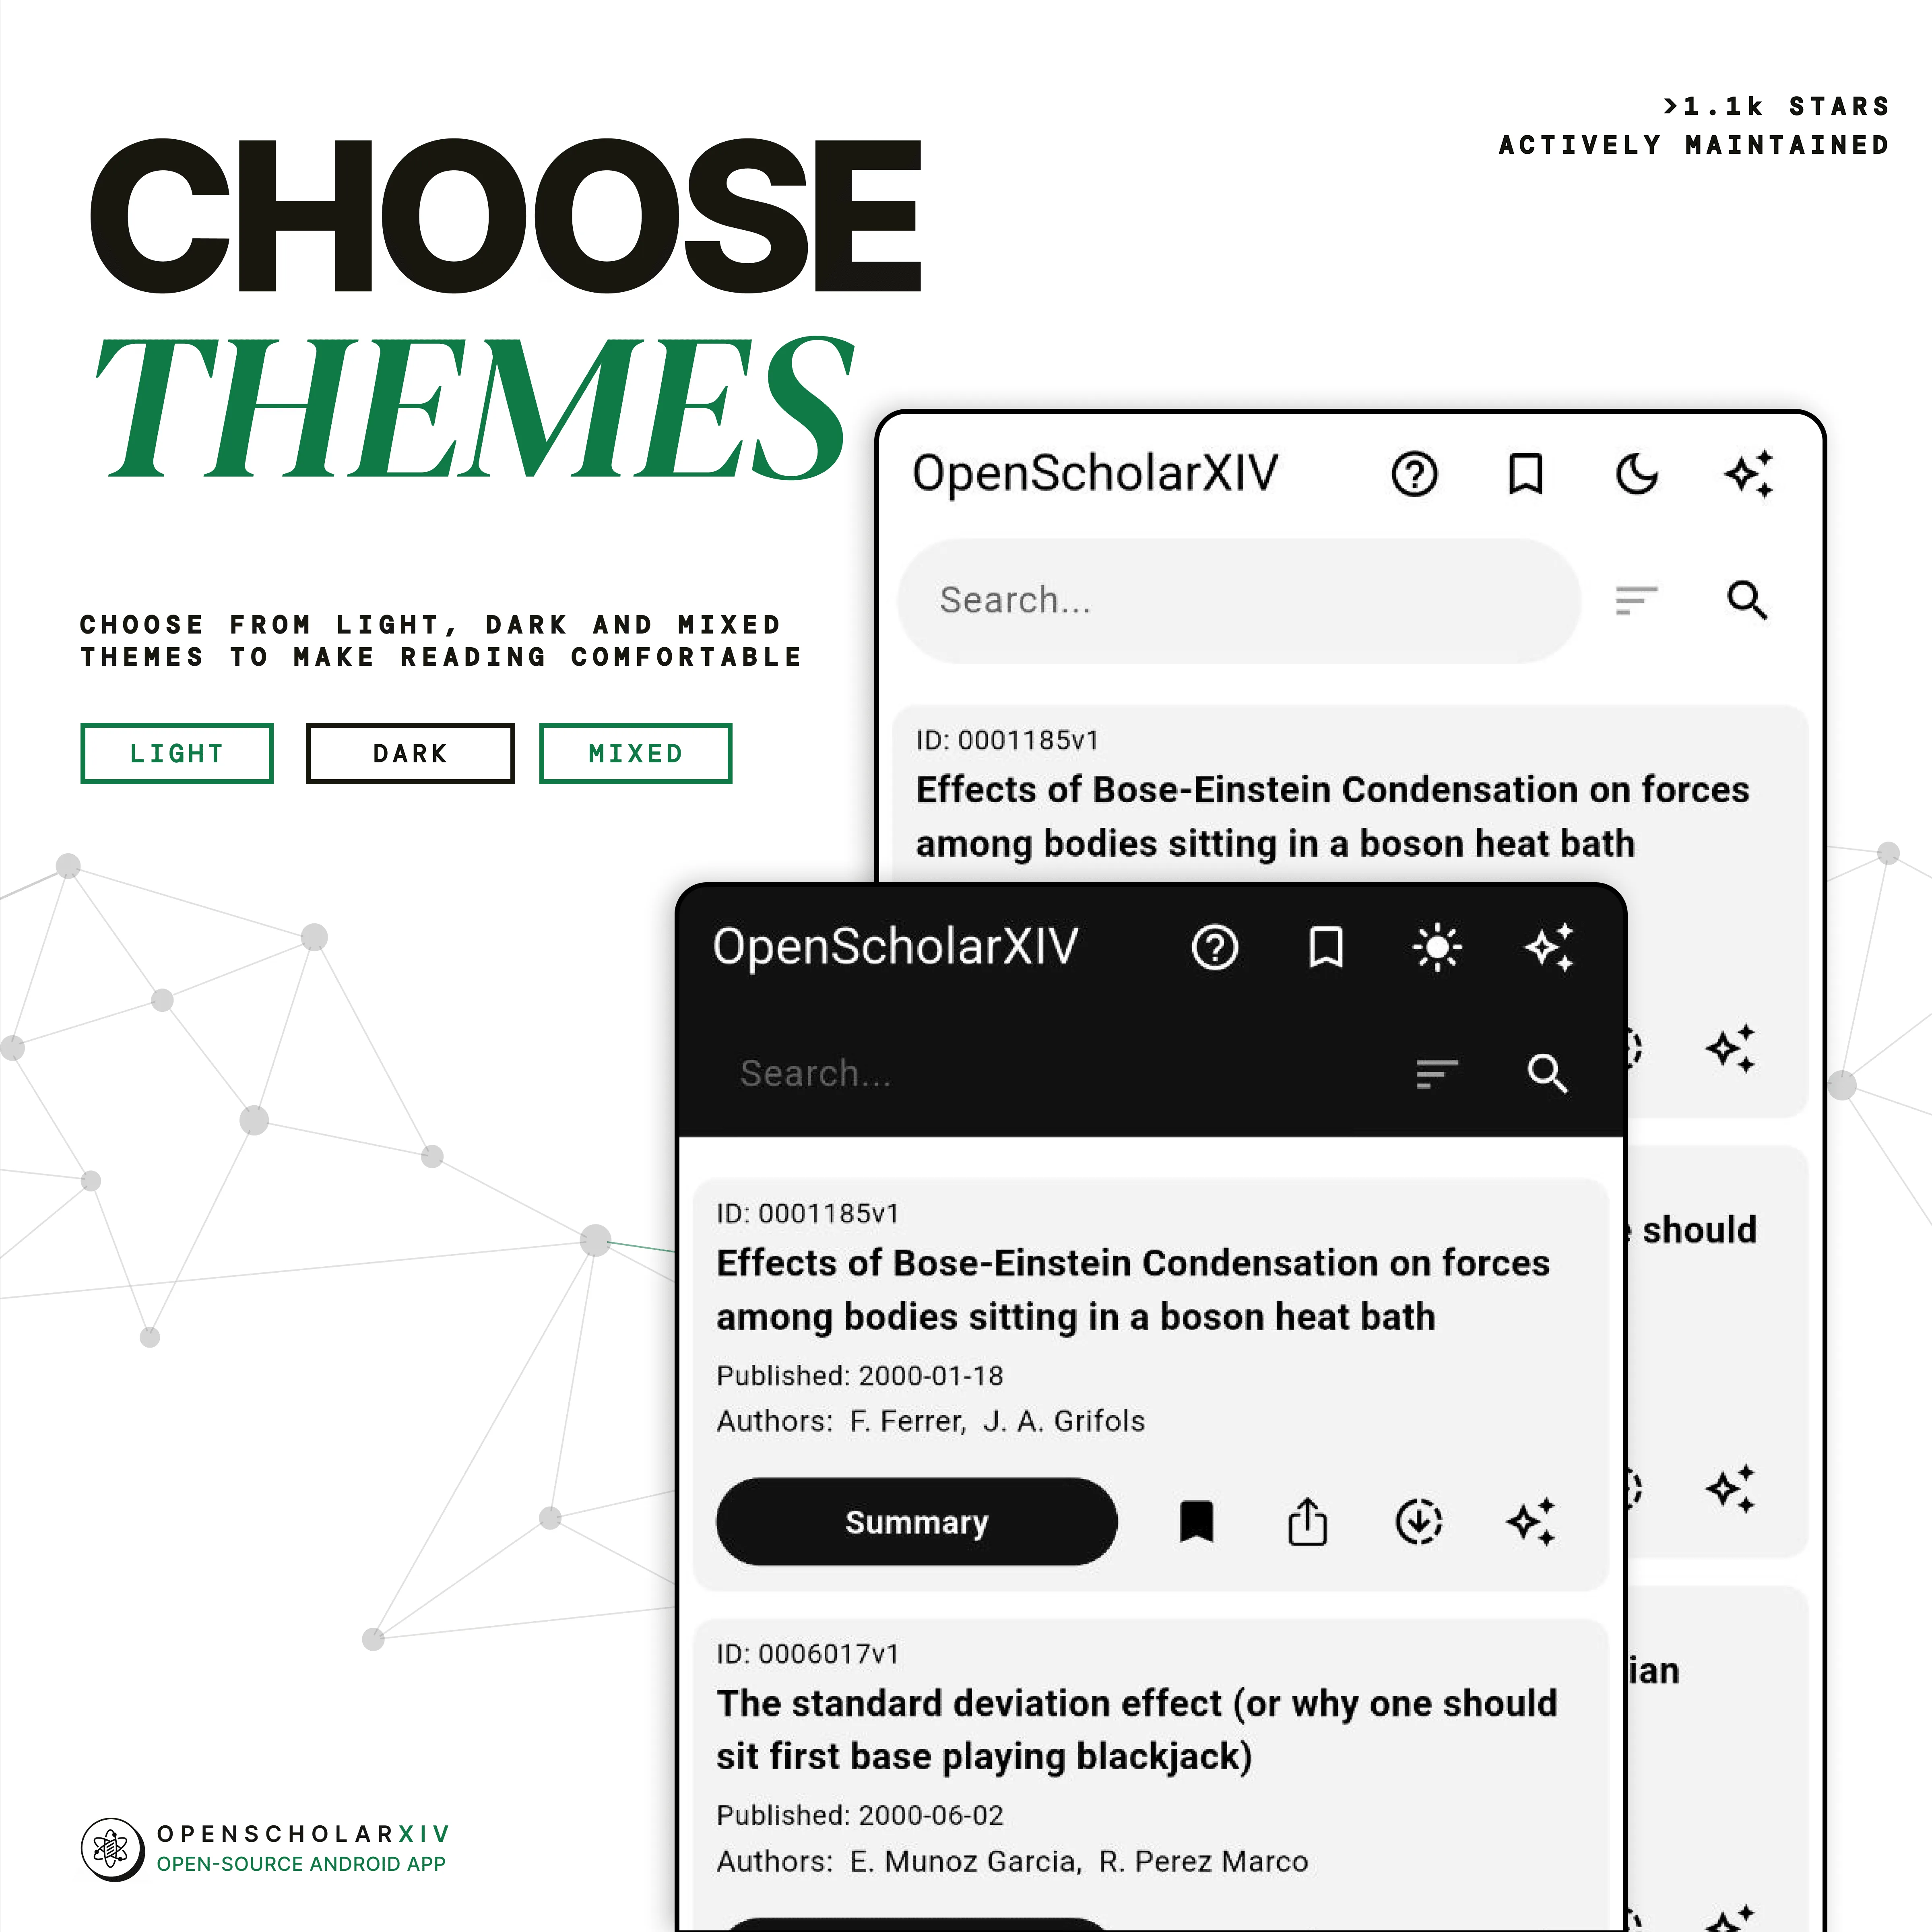 >1.1k STARS
ACTIVELY MAINTAINED
CHOOSE
THEMES
CHOOSE FROM LIGHT, DARK AND MIXED
THEMES TO MAKE READING COMFORTABLE
LIGHT
DARK
MIXED
OpenScholarXIV
Search...
ID: 0001185v1
Effects of Bose-Einstein Condensation on forces
among bodies sitting in a boson heat bath
should
ian
OpenScholarXIV
Search...
ID: 0001185v1
Effects of Bose-Einstein Condensation on forces
among bodies sitting in a boson heat bath
Published: 2000-01-18
Authors: F. Ferrer, J. A. Grifols
Summary
ID: 0006017v1
The standard deviation effect (or why one should
sit first base playing blackjack)
Published: 2000-06-02
Authors: E. Munoz Garcia, R. Perez Marco
OPENSCHOLARXIV
OPEN-SOURCE ANDROID APP